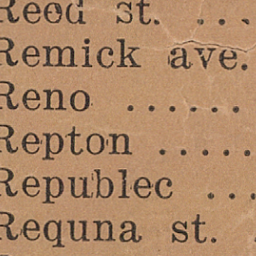 Reed st. ....
Remick ave.
Reno ......
Repton .....
Republec ...
Requna st.